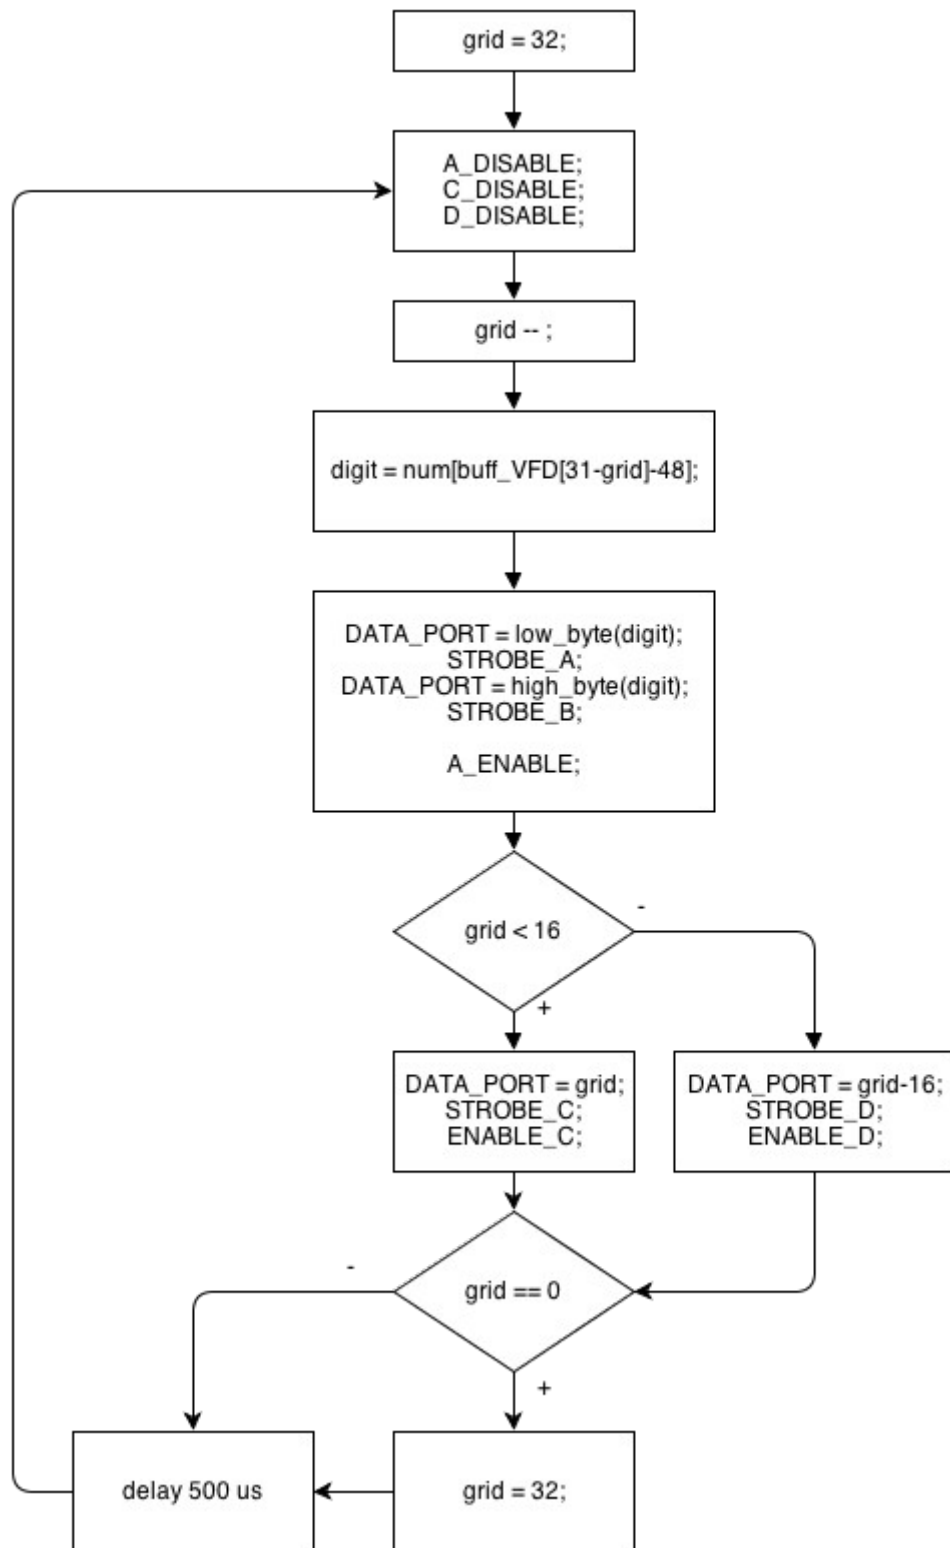 grid = 32;
A_DISABLE;
C_DISABLE;
D_DISABLE;
grid -- ;
digit = num[buff_VFD[31-grid]-48];
DATA_PORT = low_byte(digit);
STROBE_A;
DATA_PORT = high_byte(digit);
STROBE_B;
A_ENABLE;
grid < 16
-
+
DATA_PORT = grid;
STROBE_C;
ENABLE_C;
DATA_PORT = grid-16;
STROBE_D;
ENABLE_D;
grid == 0
-
+
delay 500 us
grid = 32;